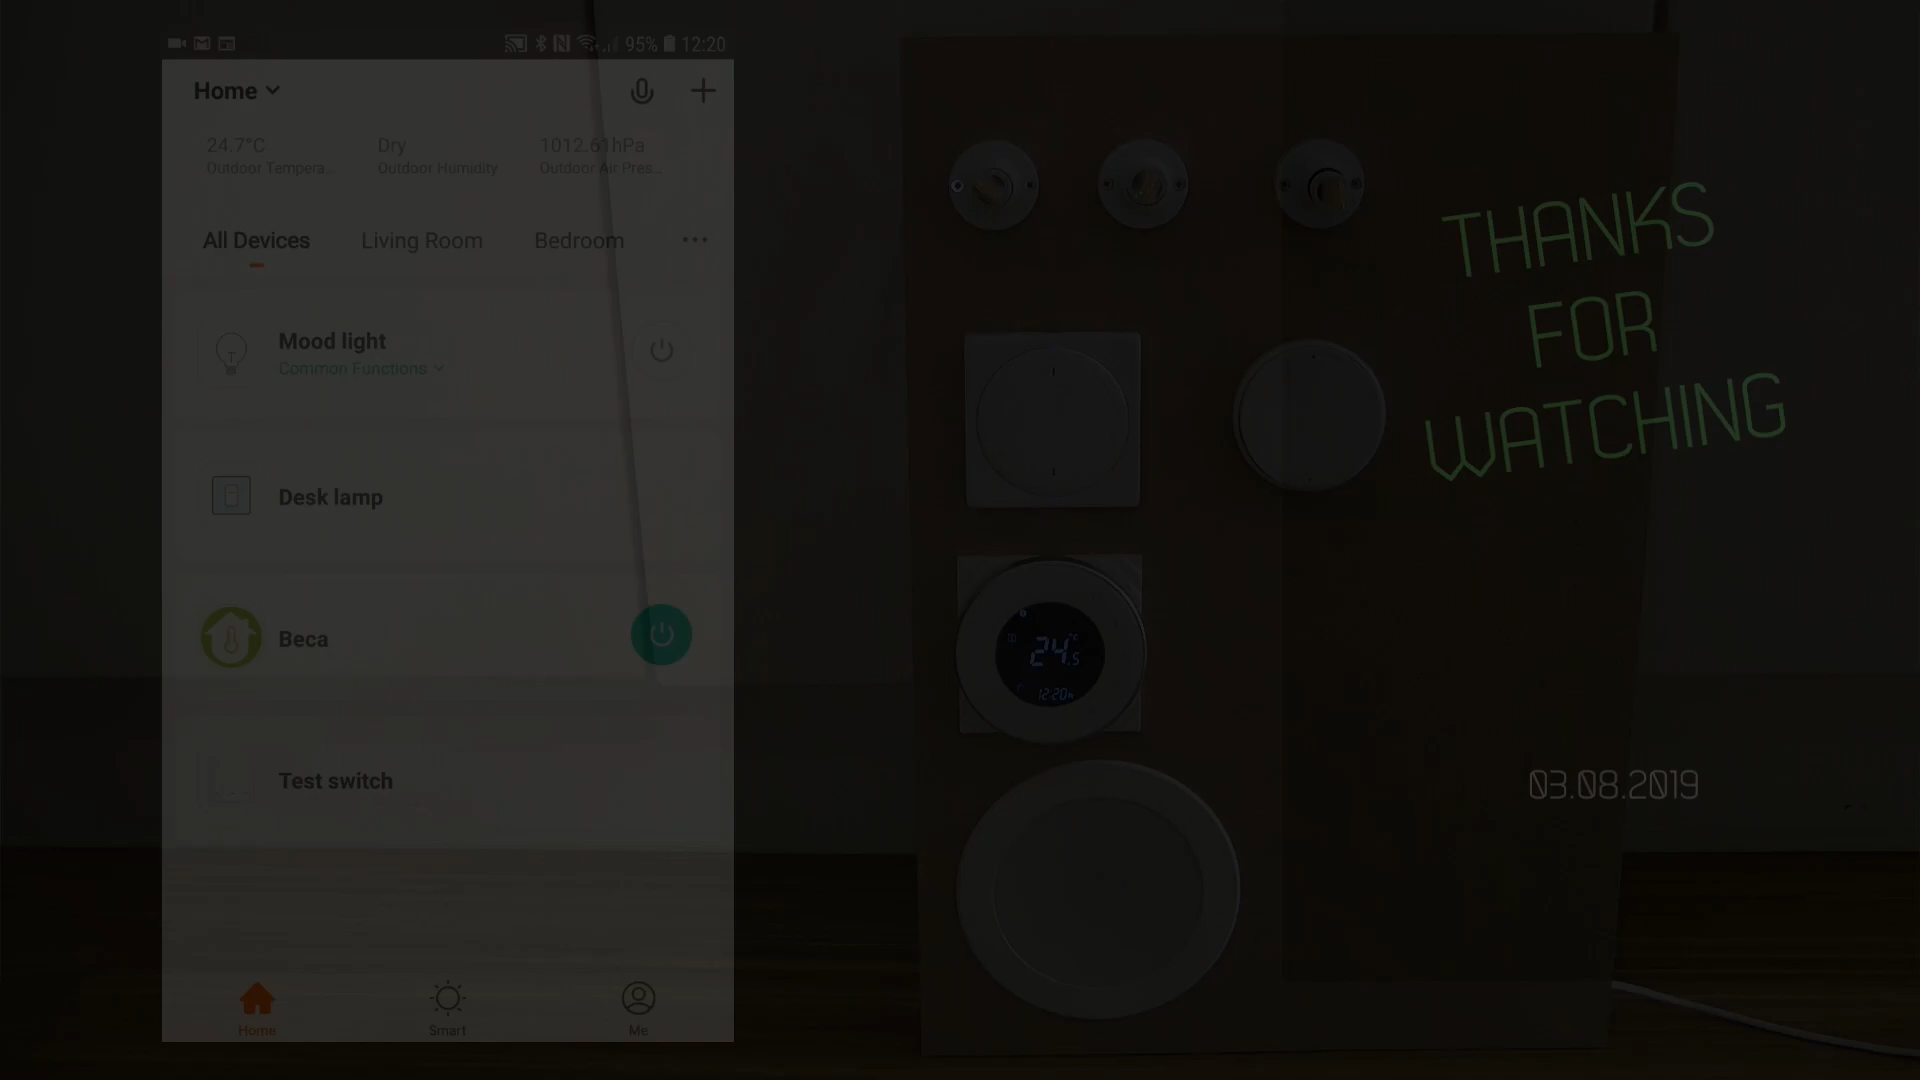 95% 12:20
Home
24.7°C Dry 1012.61hPa
Outdoor Tempera... Outdoor Humidity Outdoor Air Pres...
All Devices Living Room Bedroom
Mood light
Common Functions
Desk lamp
Beca
Test switch
Home Smart Me
24.5 °C
12:20
THANKS
FOR
WATCHING
03.08.2019